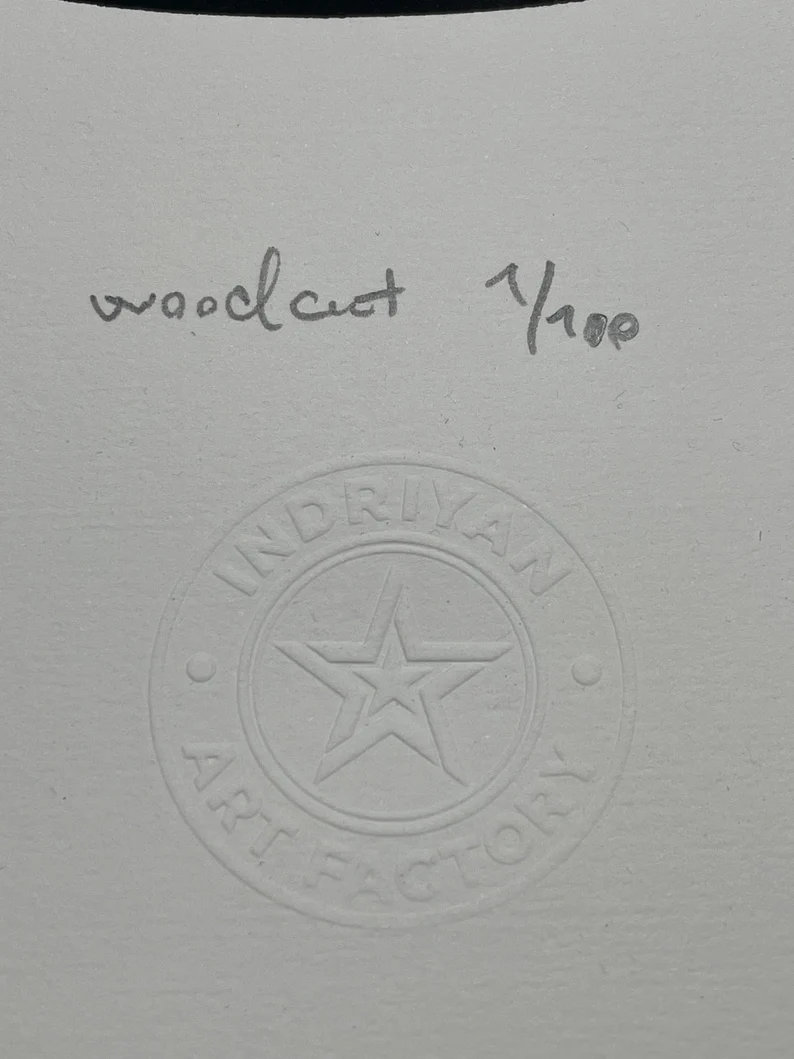 woodcut 1/100
INDRIYAN
ART FACTORY